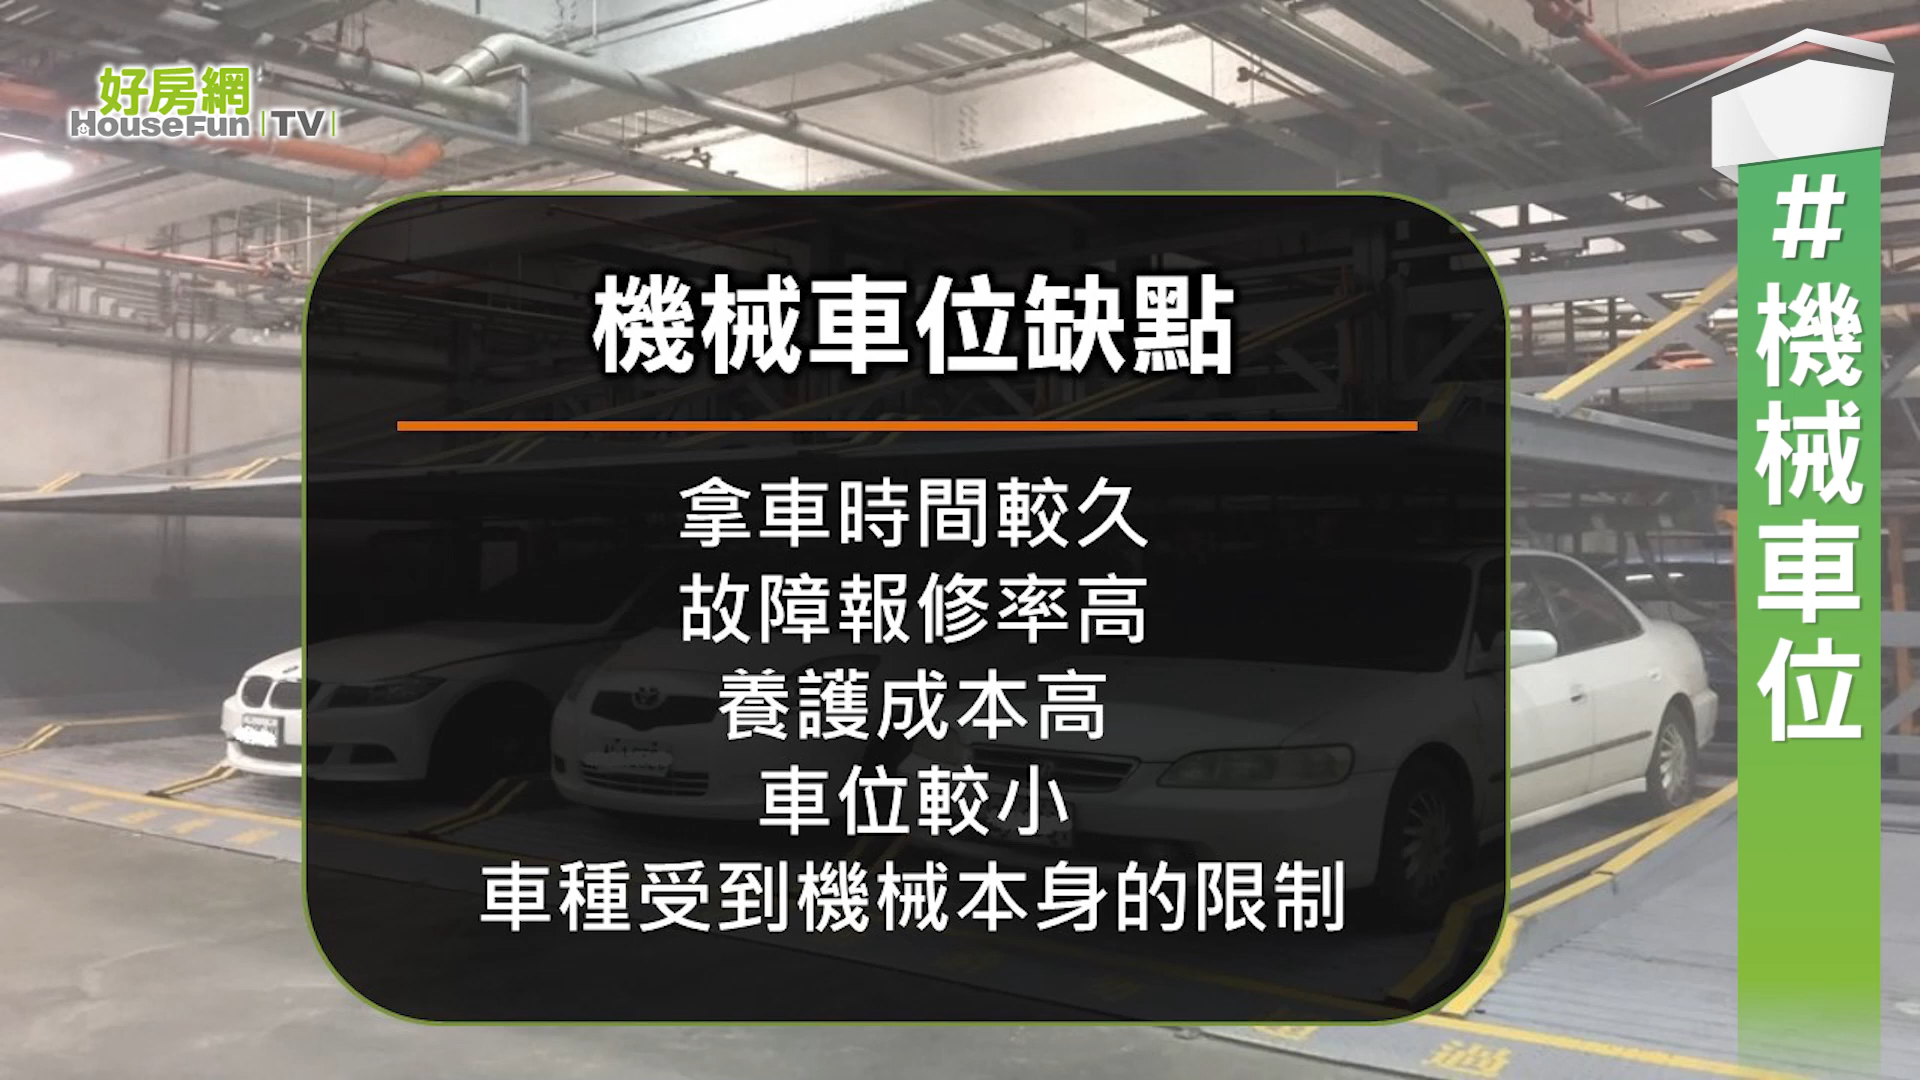 好房網
HouseFun TV
#機械車位
機械車位缺點
拿車時間較久
故障報修率高
養護成本高
車位較小
車種受到機械本身的限制